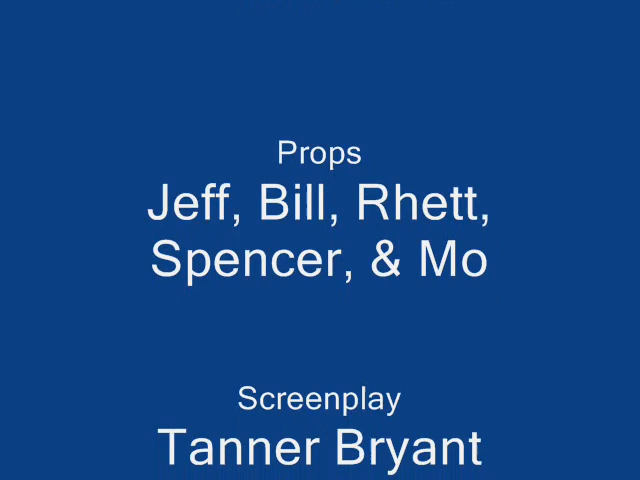 Props
Jeff, Bill, Rhett,
Spencer, & Mo
Screenplay
Tanner Bryant